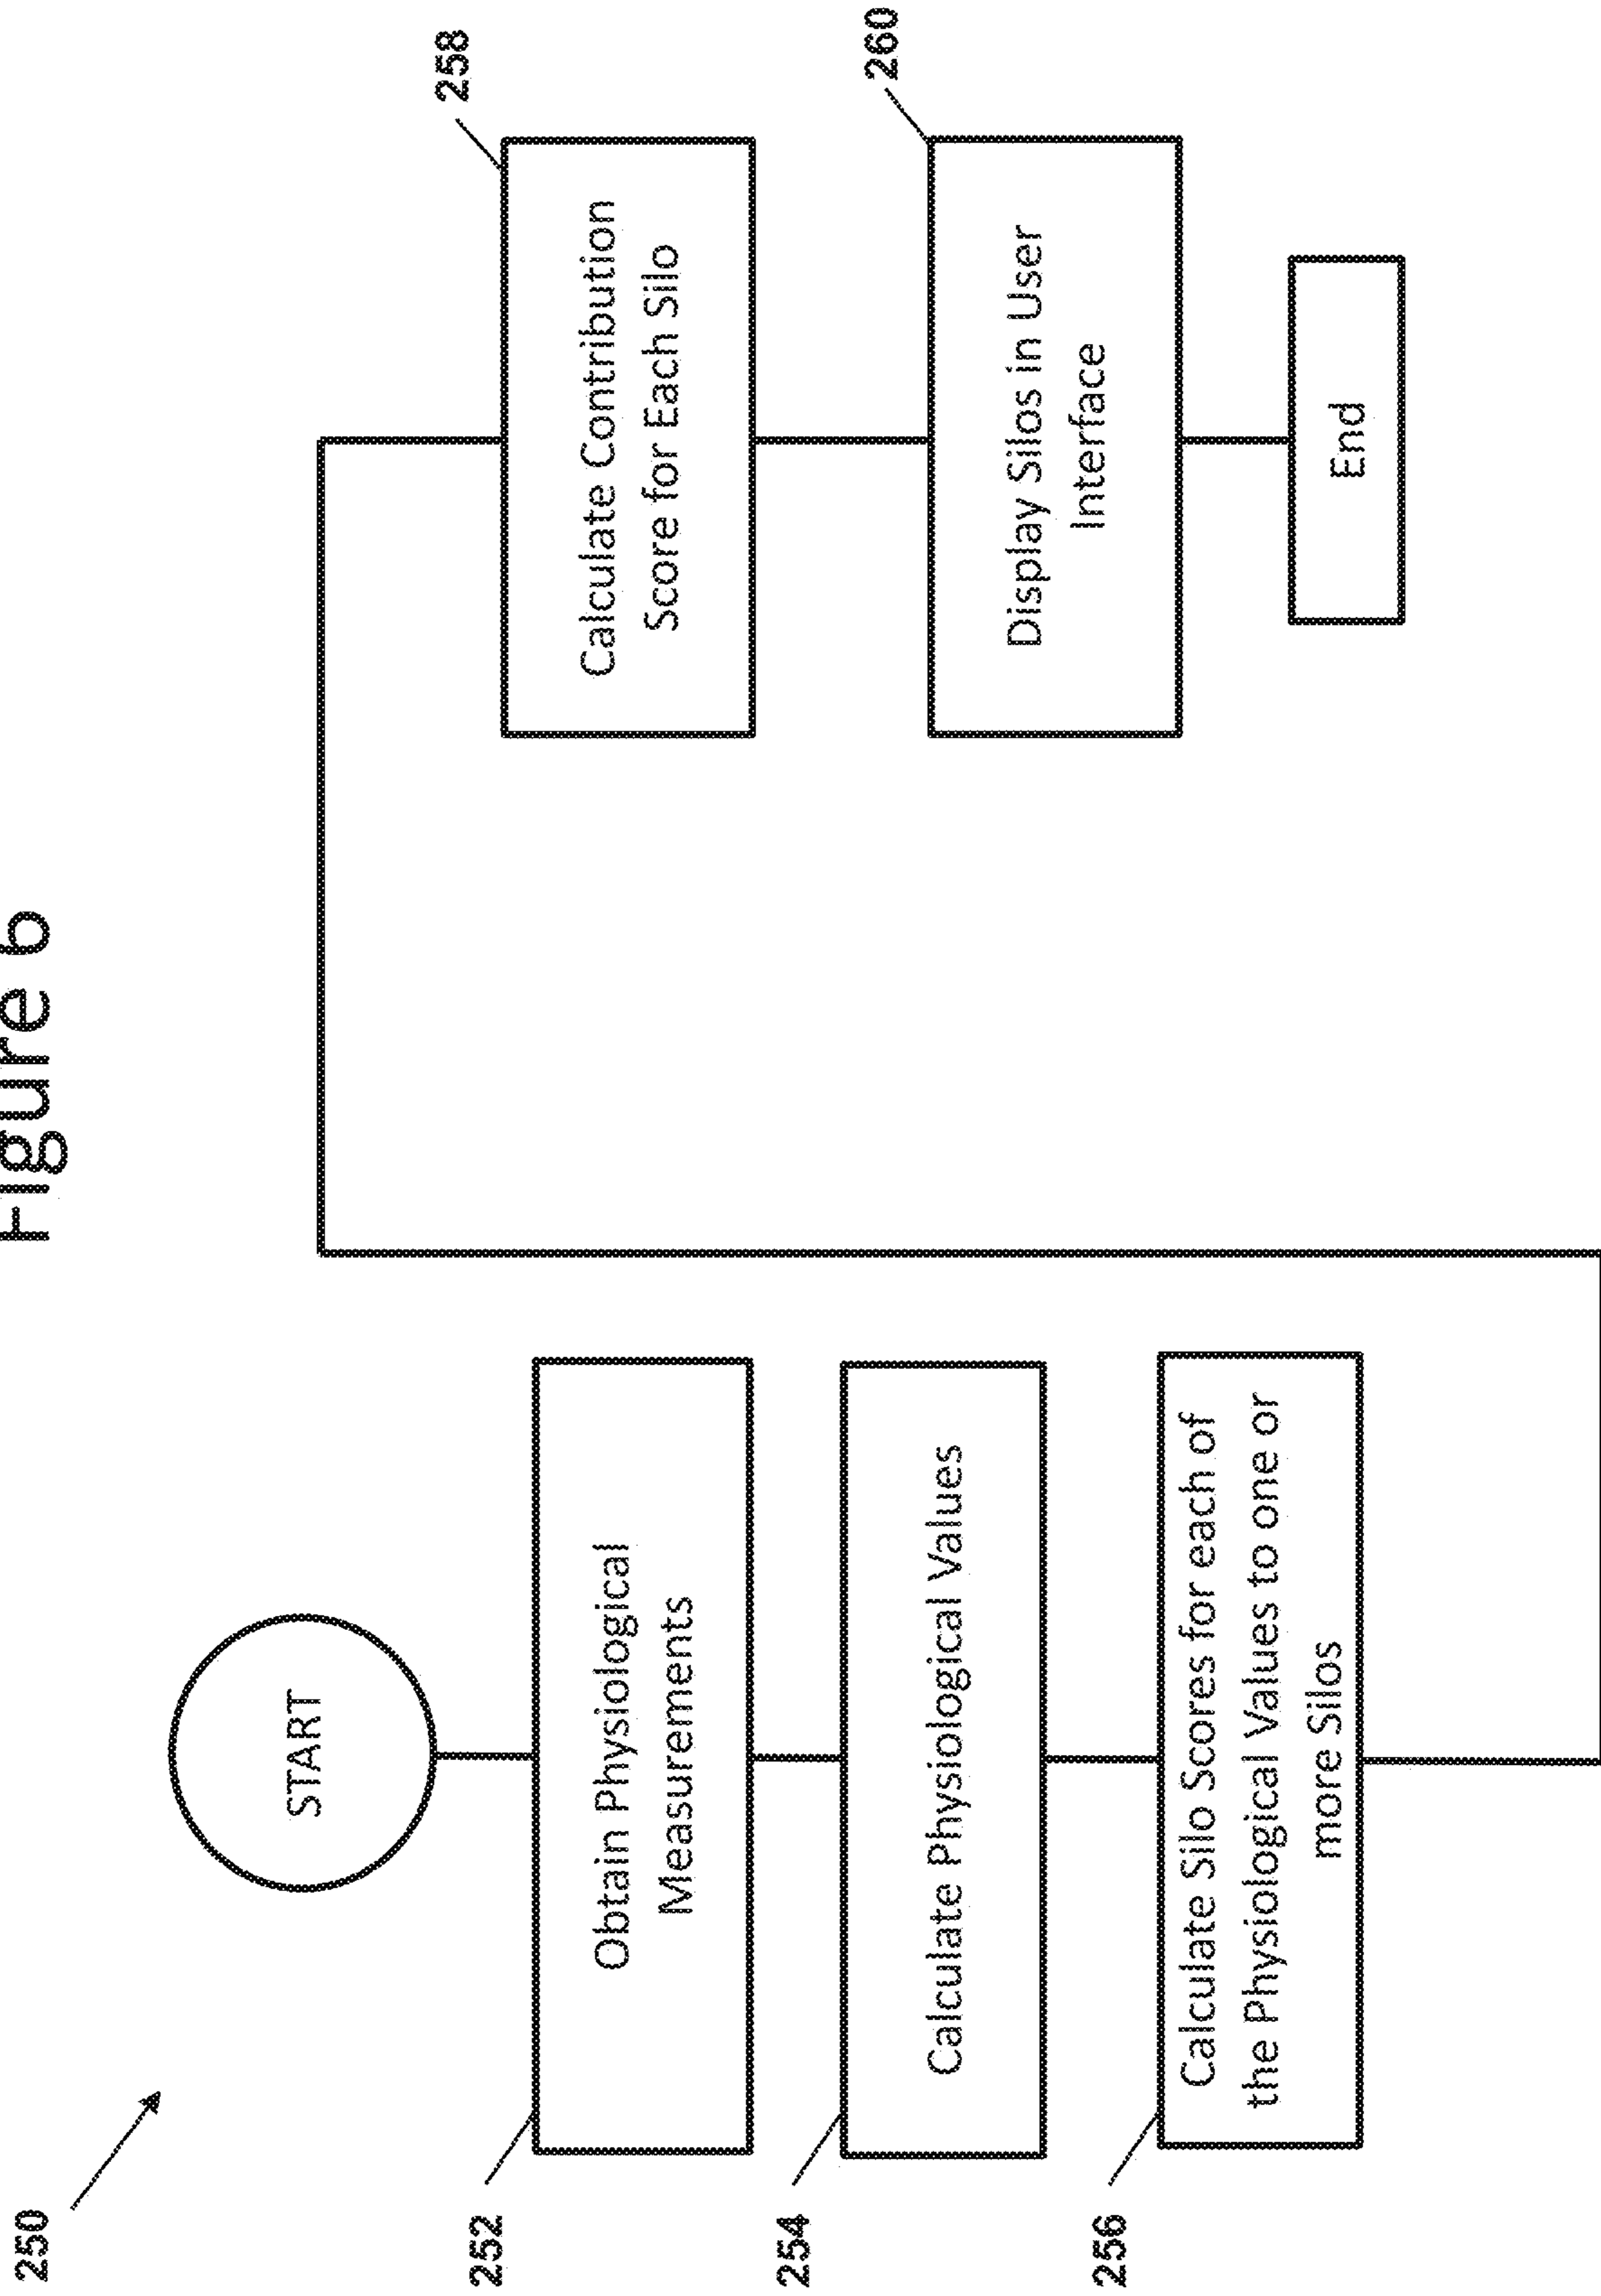 Figure 6
250
START
252
Obtain Physiological
Measurements
254
Calculate Physiological Values
256
Calculate Silo Scores for each of
the Physiological Values to one or
more Silos
258
Calculate Contribution
Score for Each Silo
260
Display Silos in User
Interface
End